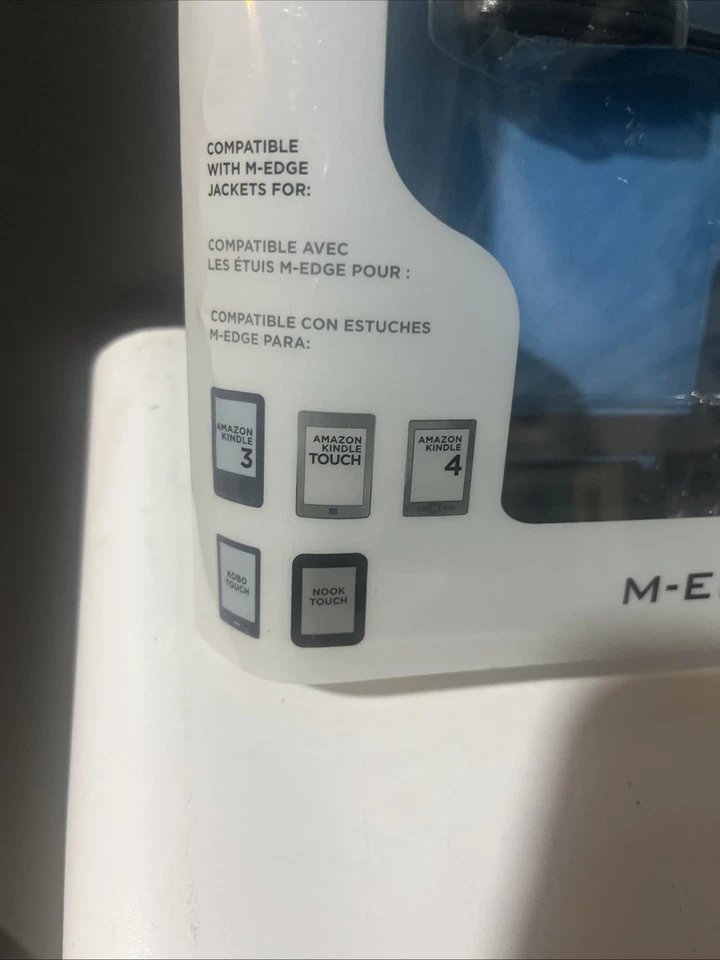 COMPATIBLE
WITH M-EDGE
JACKETS FOR:
COMPATIBLE AVEC
LES ÉTUIS M-EDGE POUR :
COMPATIBLE CON ESTUCHES
M-EDGE PARA:
AMAZON
KINDLE
3
AMAZON
KINDLE
TOUCH
AMAZON
KINDLE
4
KOBO
TOUCH
NOOK
TOUCH
M-E